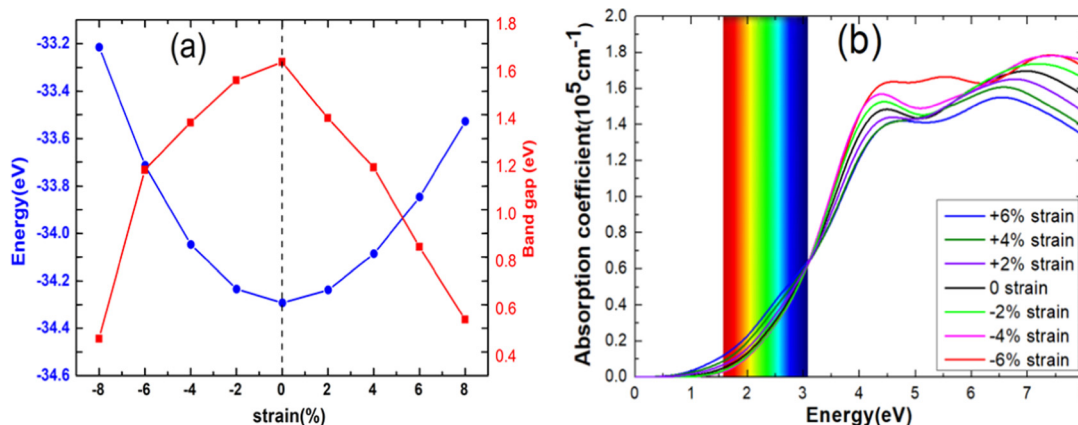 (a)
Energy(eV)
-33.2
-33.4
-33.6
-33.8
-34.0
-34.2
-34.4
-34.6
-8 -6 -4 -2 0 2 4 6 8
strain(%)
1.8
1.6
1.4
1.2
1.0
0.8
0.6
0.4
Band gap (eV)
(b)
Absorption coefficient(10⁵cm⁻¹)
2.0
1.8
1.6
1.4
1.2
1.0
0.8
0.6
0.4
0.2
0.0
0 1 2 3 4 5 6 7
Energy(eV)
+6% strain
+4% strain
+2% strain
0 strain
-2% strain
-4% strain
-6% strain